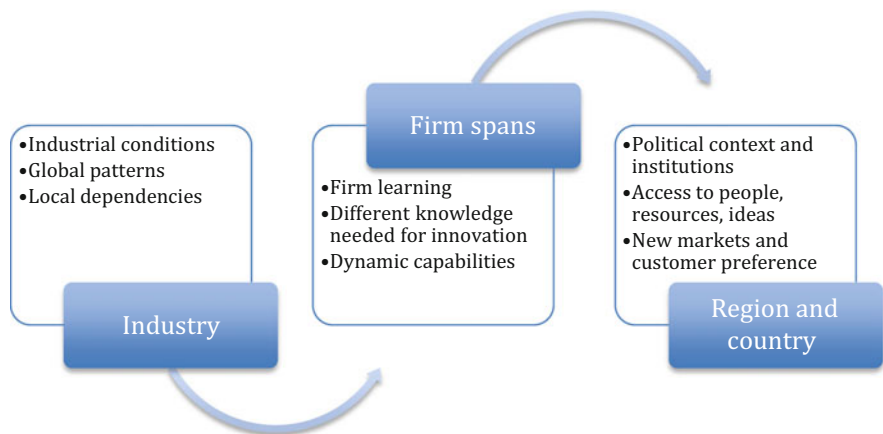 •Industrial conditions
•Global patterns
•Local dependencies
Industry
Firm spans
•Firm learning
•Different knowledge
needed for innovation
•Dynamic capabilities
•Political context and
institutions
•Access to people,
resources, ideas
•New markets and
customer preference
Region and
country